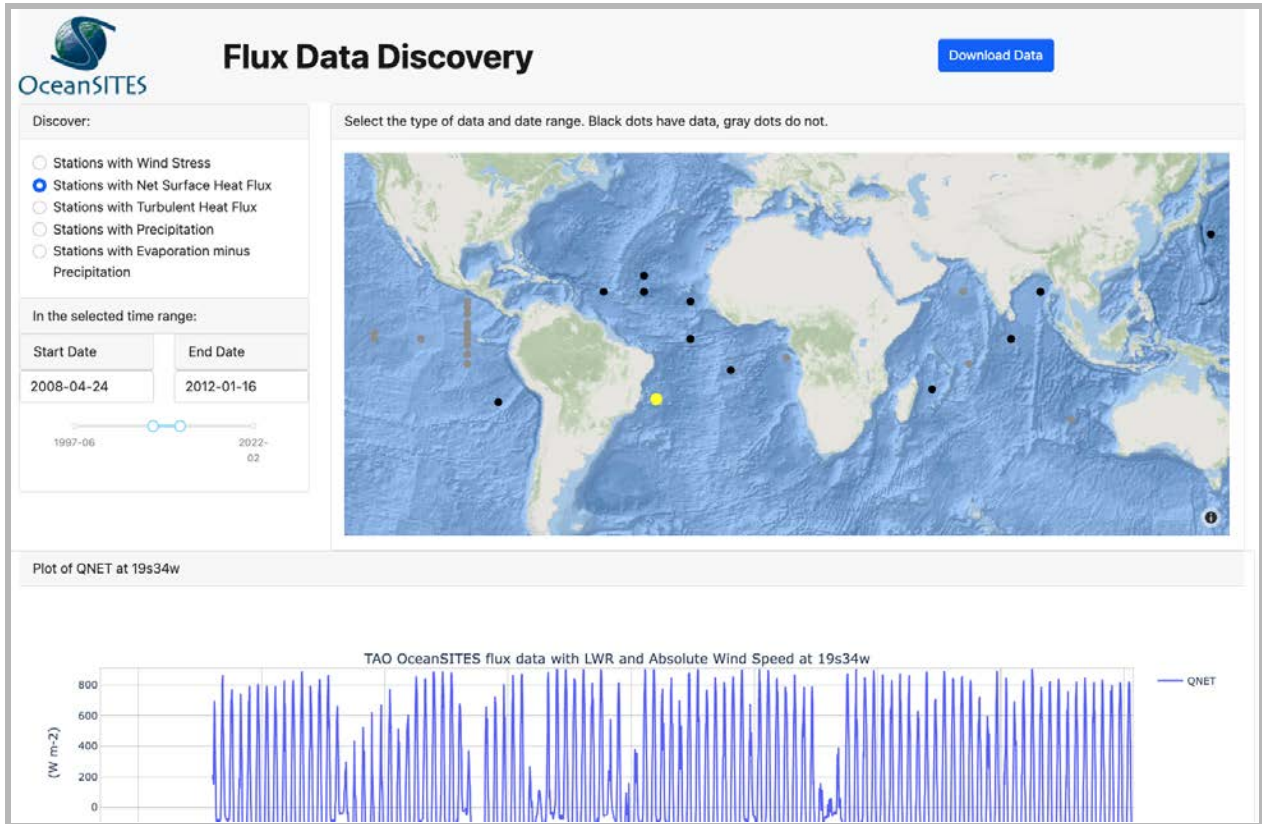 OceanSITES
Flux Data Discovery
Download Data
Discover:
Stations with Wind Stress
Stations with Net Surface Heat Flux
Stations with Turbulent Heat Flux
Stations with Precipitation
Stations with Evaporation minus
Precipitation
In the selected time range:
Start Date
End Date
2008-04-24
2012-01-16
1997-06
2022-
02
Select the type of data and date range. Black dots have data, gray dots do not.
i
Plot of QNET at 19s34w
TAO OceanSITES flux data with LWR and Absolute Wind Speed at 19s34w
QNET
(W m-2)
800
600
400
200
0